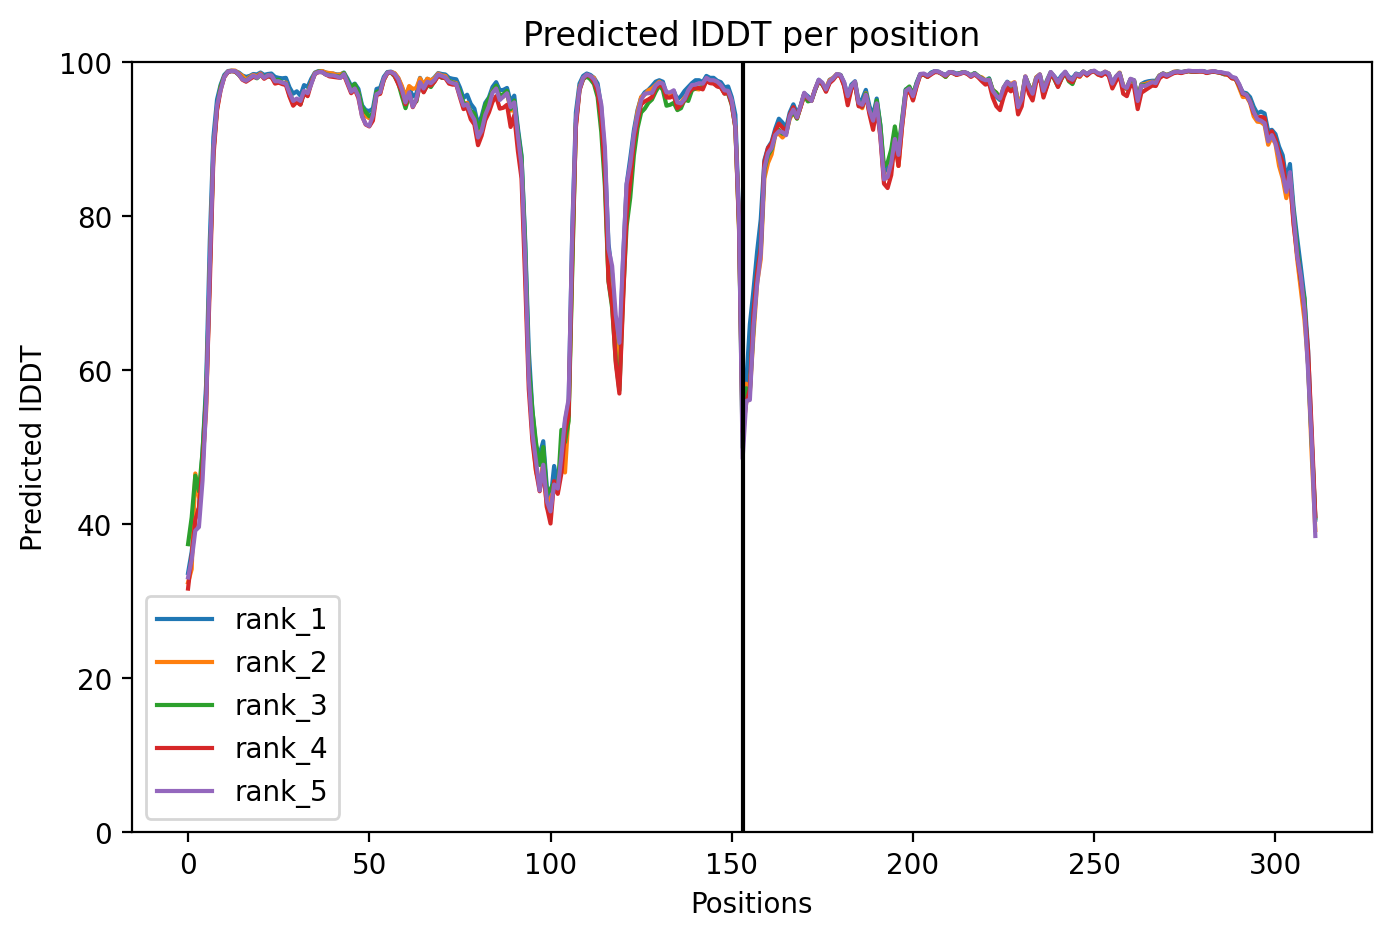 Predicted lDDT per position
100
80
60
40
20
0
Predicted lDDT
rank_1
rank_2
rank_3
rank_4
rank_5
0 50 100 150 200 250 300
Positions